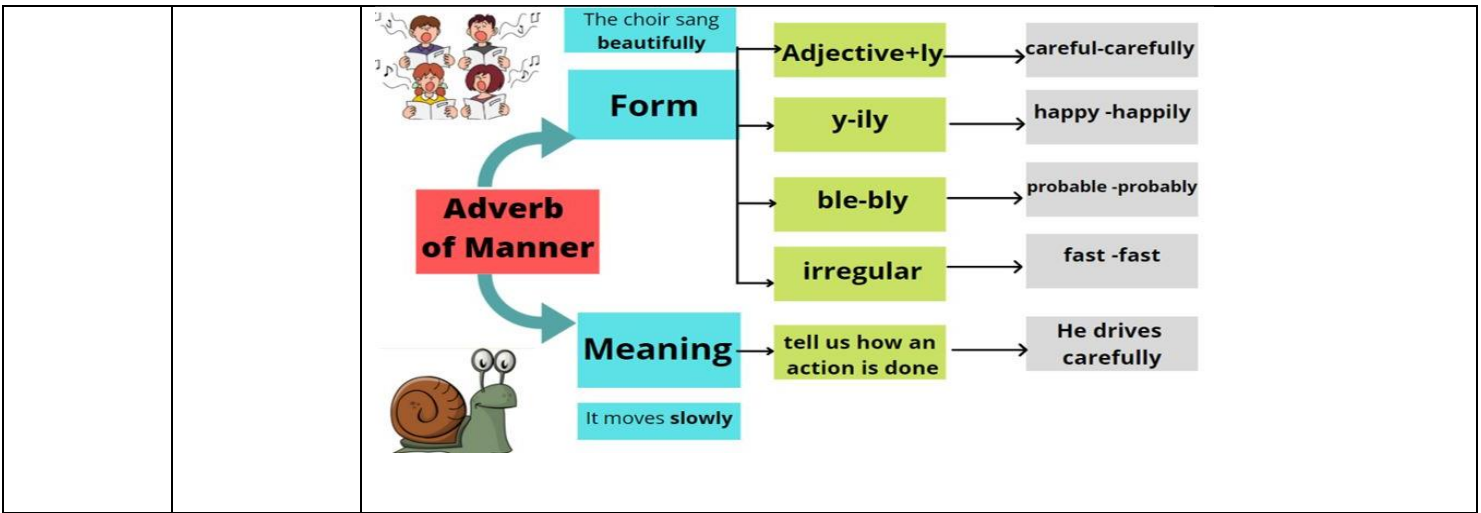 The choir sang
beautifully
Form
Adjective+ly
careful-carefully
y-ily
happy -happily
ble-bly
probable -probably
irregular
fast -fast
Adverb
of Manner
Meaning
tell us how an
action is done
He drives
carefully
It moves slowly